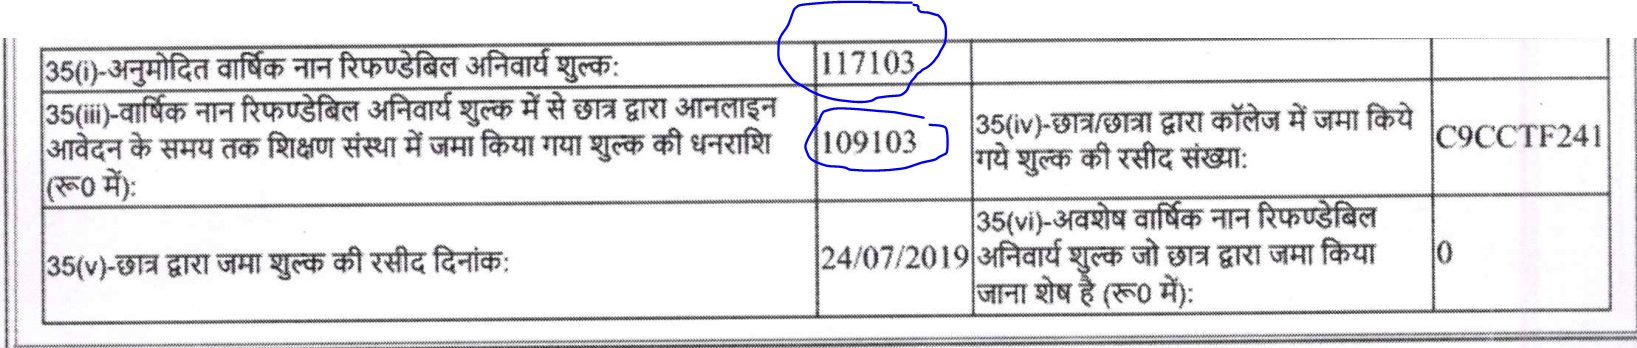 35(i)-अनुमोदित वार्षिक नान रिफण्डेबिल अनिवार्य शुल्क:
117103
35(iii)-वार्षिक नान रिफण्डेबिल अनिवार्य शुल्क में से छात्र द्वारा आनलाइन
आवेदन के समय तक शिक्षण संस्था में जमा किया गया शुल्क की धनराशि
(रू0 में):
109103
35(iv)-छात्र/छात्रा द्वारा कॉलेज में जमा किये
गये शुल्क की रसीद संख्या:
C9CCTF241
35(v)-छात्र द्वारा जमा शुल्क की रसीद दिनांक:
24/07/2019
35(vi)-अवशेष वार्षिक नान रिफण्डेबिल
अनिवार्य शुल्क जो छात्र द्वारा जमा किया
जाना शेष है (रू0 में):
0